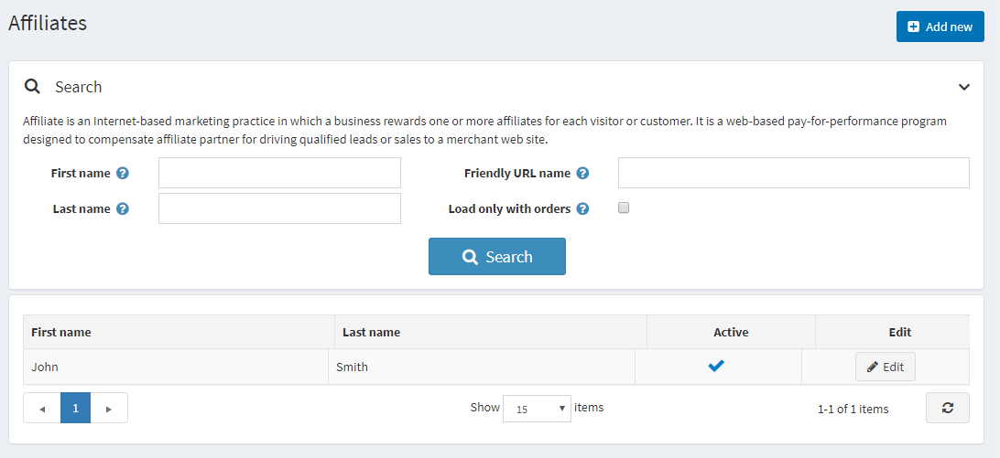 Affiliates
Add new
Search
Affiliate is an Internet-based marketing practice in which a business rewards one or more affiliates for each visitor or customer. It is a web-based pay-for-performance program
designed to compensate affiliate partner for driving qualified leads or sales to a merchant web site.
First name ? Friendly URL name ?
Last name ? Load only with orders ?
Search
First name Last name Active Edit
John Smith Edit
1 Show 15 items 1-1 of 1 items